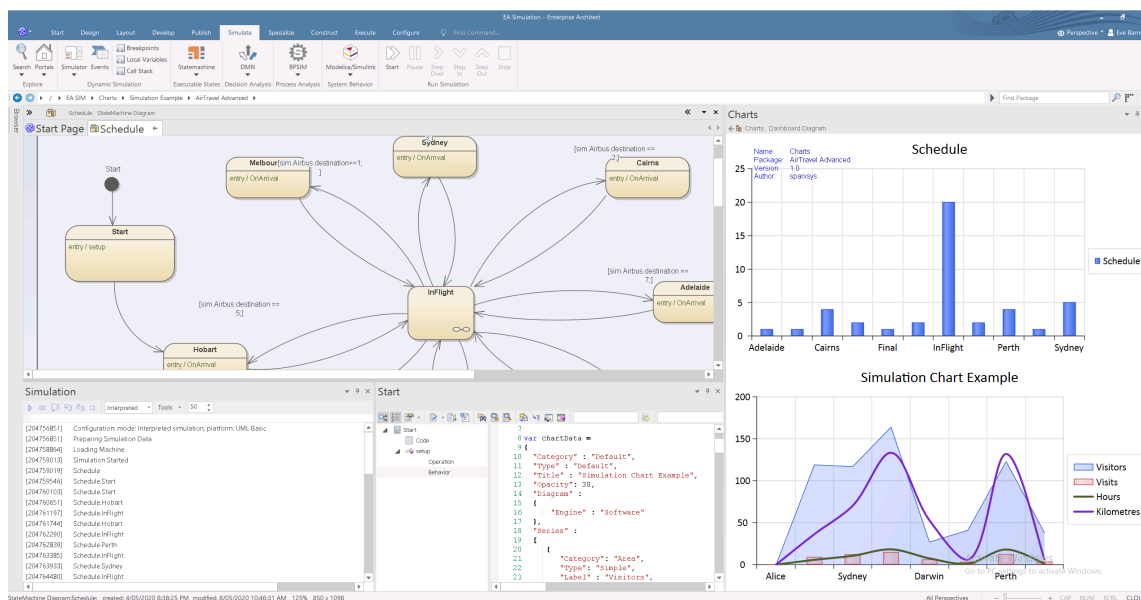 EA Simulation - Enterprise Architect
Start Design Layout Develop Publish Simulate Specialize Construct Execute Configure Find Command...
Perspective Eve Barn
Search Portals Simulator Events Breakpoints Statemachine DMN BPSIM Modelica/Simulink Start Pause Step Step Step Stop
Local Variables Over In Out
Call Stack
Explore Dynamic Simulation Executable States Decision Analysis Process Analysis System Behavior Run Simulation
/ EA SIM Charts Simulation Example AirTravel Advanced Find Package
Browser
Schedule. StateMachine Diagram
Start Page Schedule
Start
Melbour[sim.Airbus.destination==1;
]
entry / OnArrival
Sydney
entry / OnArrival
[sim.Airbus.destination ==
2;]
Cairns
entry / OnArrival
Start
entry / setup
[sim.Airbus.destination ==
7;]
Adelaide
entry / OnArrival
InFlight
[sim.Airbus.destination ==
5;]
Hobart
entry / OnArrival
Charts
Charts. Dashboard Diagram
Name: Charts
Package: AirTravel Advanced
Version: 1.0
Author: sparxsys
Schedule
25
20
15
10
5
0
Adelaide Cairns Final InFlight Perth Sydney
Schedule
Simulation Chart Example
200
150
100
50
0
Alice Sydney Darwin Perth
Visitors
Visits
Hours
Kilometres
Activate Windows
Go to PC settings to activate Windows.
Simulation
Interpreted Tools 50
[204756851] Configuration: mode: Interpreted simulation; platform: UML Basic
[204756851] Preparing Simulation Data
[204758864] Loading Machine
[204759013] Simulation Started
[204759019] Schedule
[204759546] Schedule.Start
[204760103] Schedule.Start
[204760651] Schedule.Hobart
[204761197] Schedule.InFlight
[204761744] Schedule.Hobart
[204762290] Schedule.InFlight
[204762839] Schedule.Perth
[204763385] Schedule.InFlight
[204763933] Schedule.Sydney
[204764480] Schedule.InFlight
Start
Start
Code
setup
Operation
Behavior
7
8 var chartData =
9 {
10 "Category" : "Default",
11 "Type" : "Default",
12 "Title" : "Simulation Chart Example",
13 "Opacity": 30,
14 "Diagram" :
15 {
16 "Engine" : "Software"
17 },
18 "Series" :
19 [
20 {
21 "Category": "Area",
22 "Type": "Simple",
23 "Label" : "Visitors",
StateMachine Diagram:Schedule: created: 4/05/2020 8:38:25 PM modified: 8/05/2020 10:46:51 AM 125% 850 x 1098
All Perspectives CAP NUM SCRL CLOU